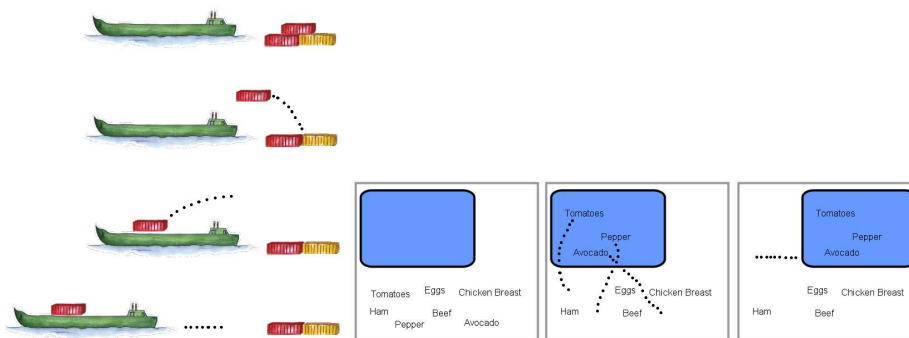 Tomatoes Eggs Chicken Breast
Ham Beef
Pepper Avocado
Tomatoes
Pepper
Avocado
Eggs Chicken Breast
Ham Beef
Tomatoes
Pepper
Avocado
Eggs Chicken Breast
Ham Beef